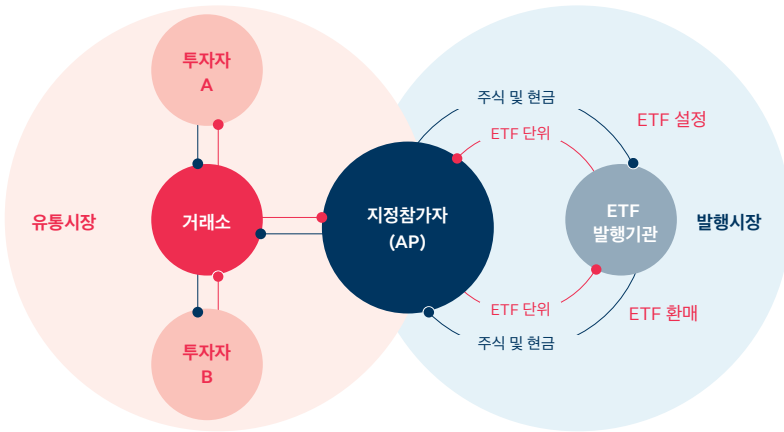 투자자
A
주식 및 현금
ETF 단위
ETF 설정
유통시장
거래소
지정참가자
(AP)
ETF
발행기관
발행시장
ETF 단위
ETF 환매
주식 및 현금
투자자
B